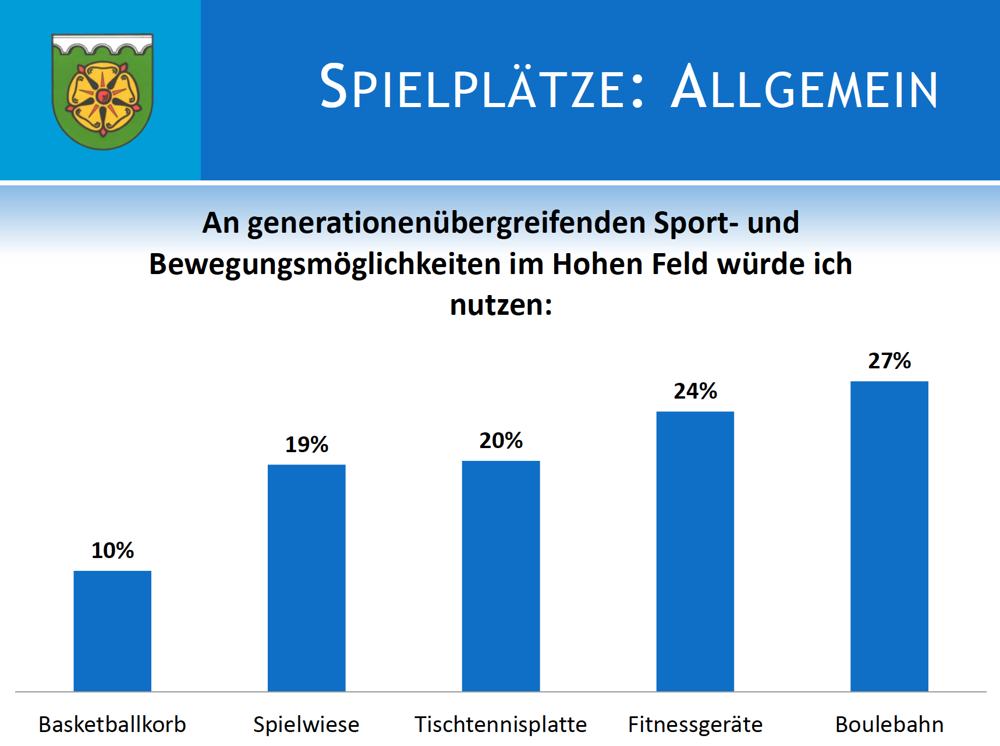 SPIELPLÄTZE: ALLGEMEIN
An generationenübergreifenden Sport- und
Bewegungsmöglichkeiten im Hohen Feld würde ich
nutzen:
10%
19%
20%
24%
27%
Basketballkorb
Spielwiese
Tischtennisplatte
Fitnessgeräte
Boulebahn